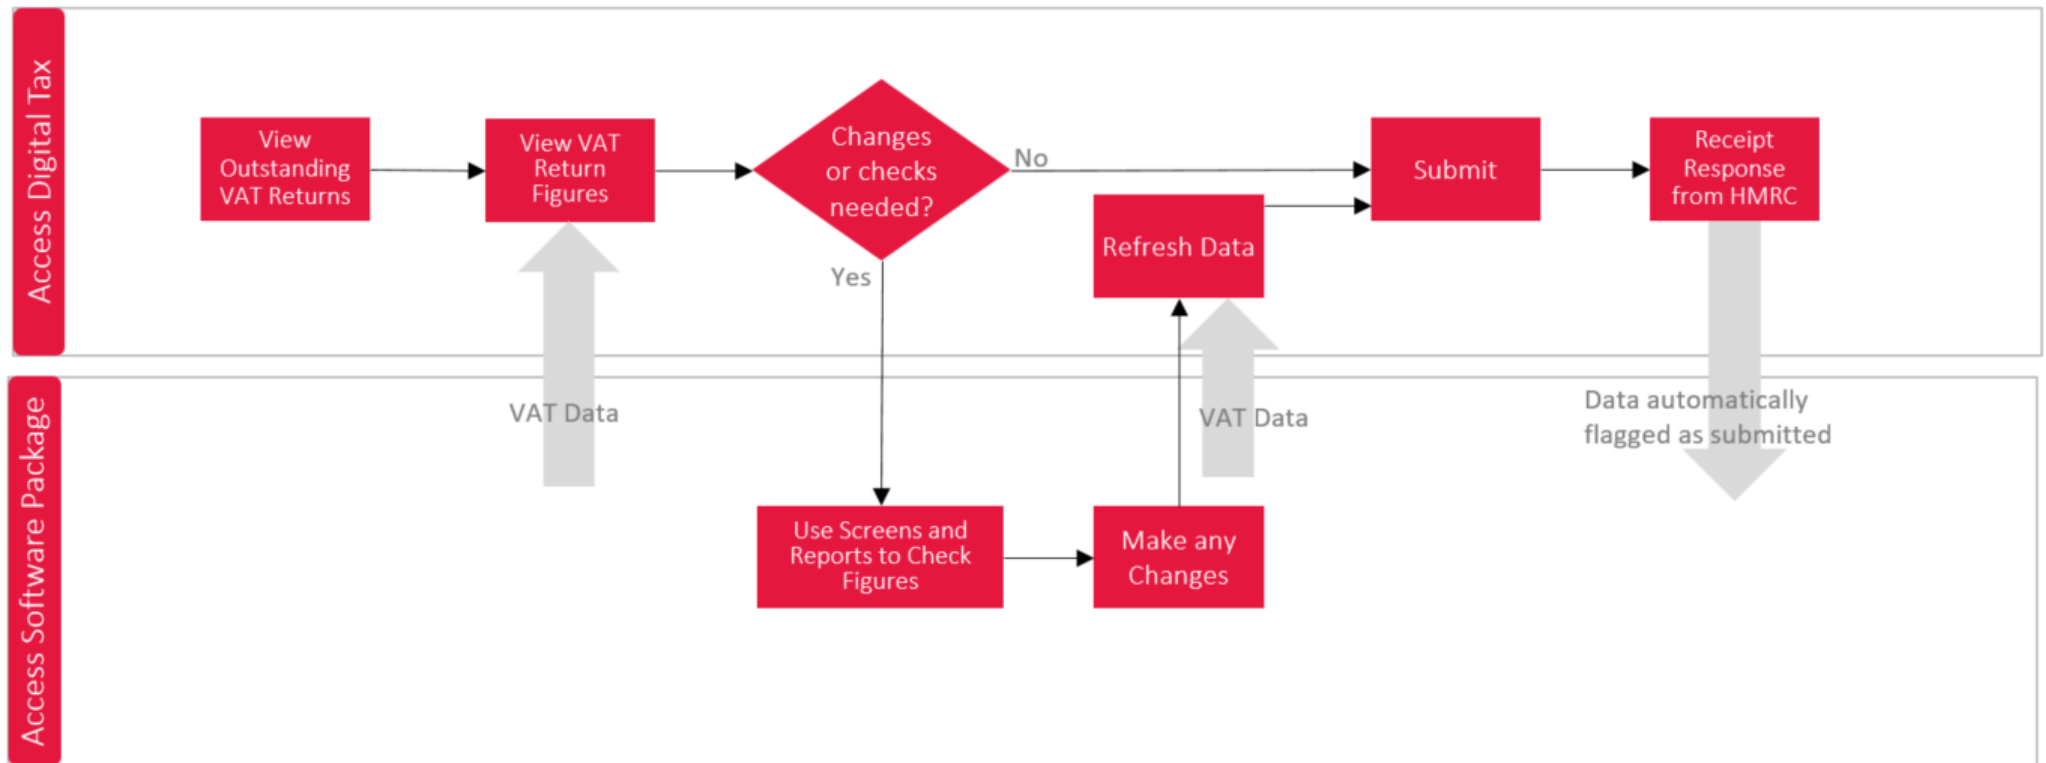 Access Digital Tax
View
Outstanding
VAT Returns
View VAT
Return
Figures
Changes
or checks
needed?
No
Yes
Refresh Data
Submit
Receipt
Response
from HMRC
VAT Data
VAT Data
Data automatically
flagged as submitted
Access Software Package
Use Screens and
Reports to Check
Figures
Make any
Changes